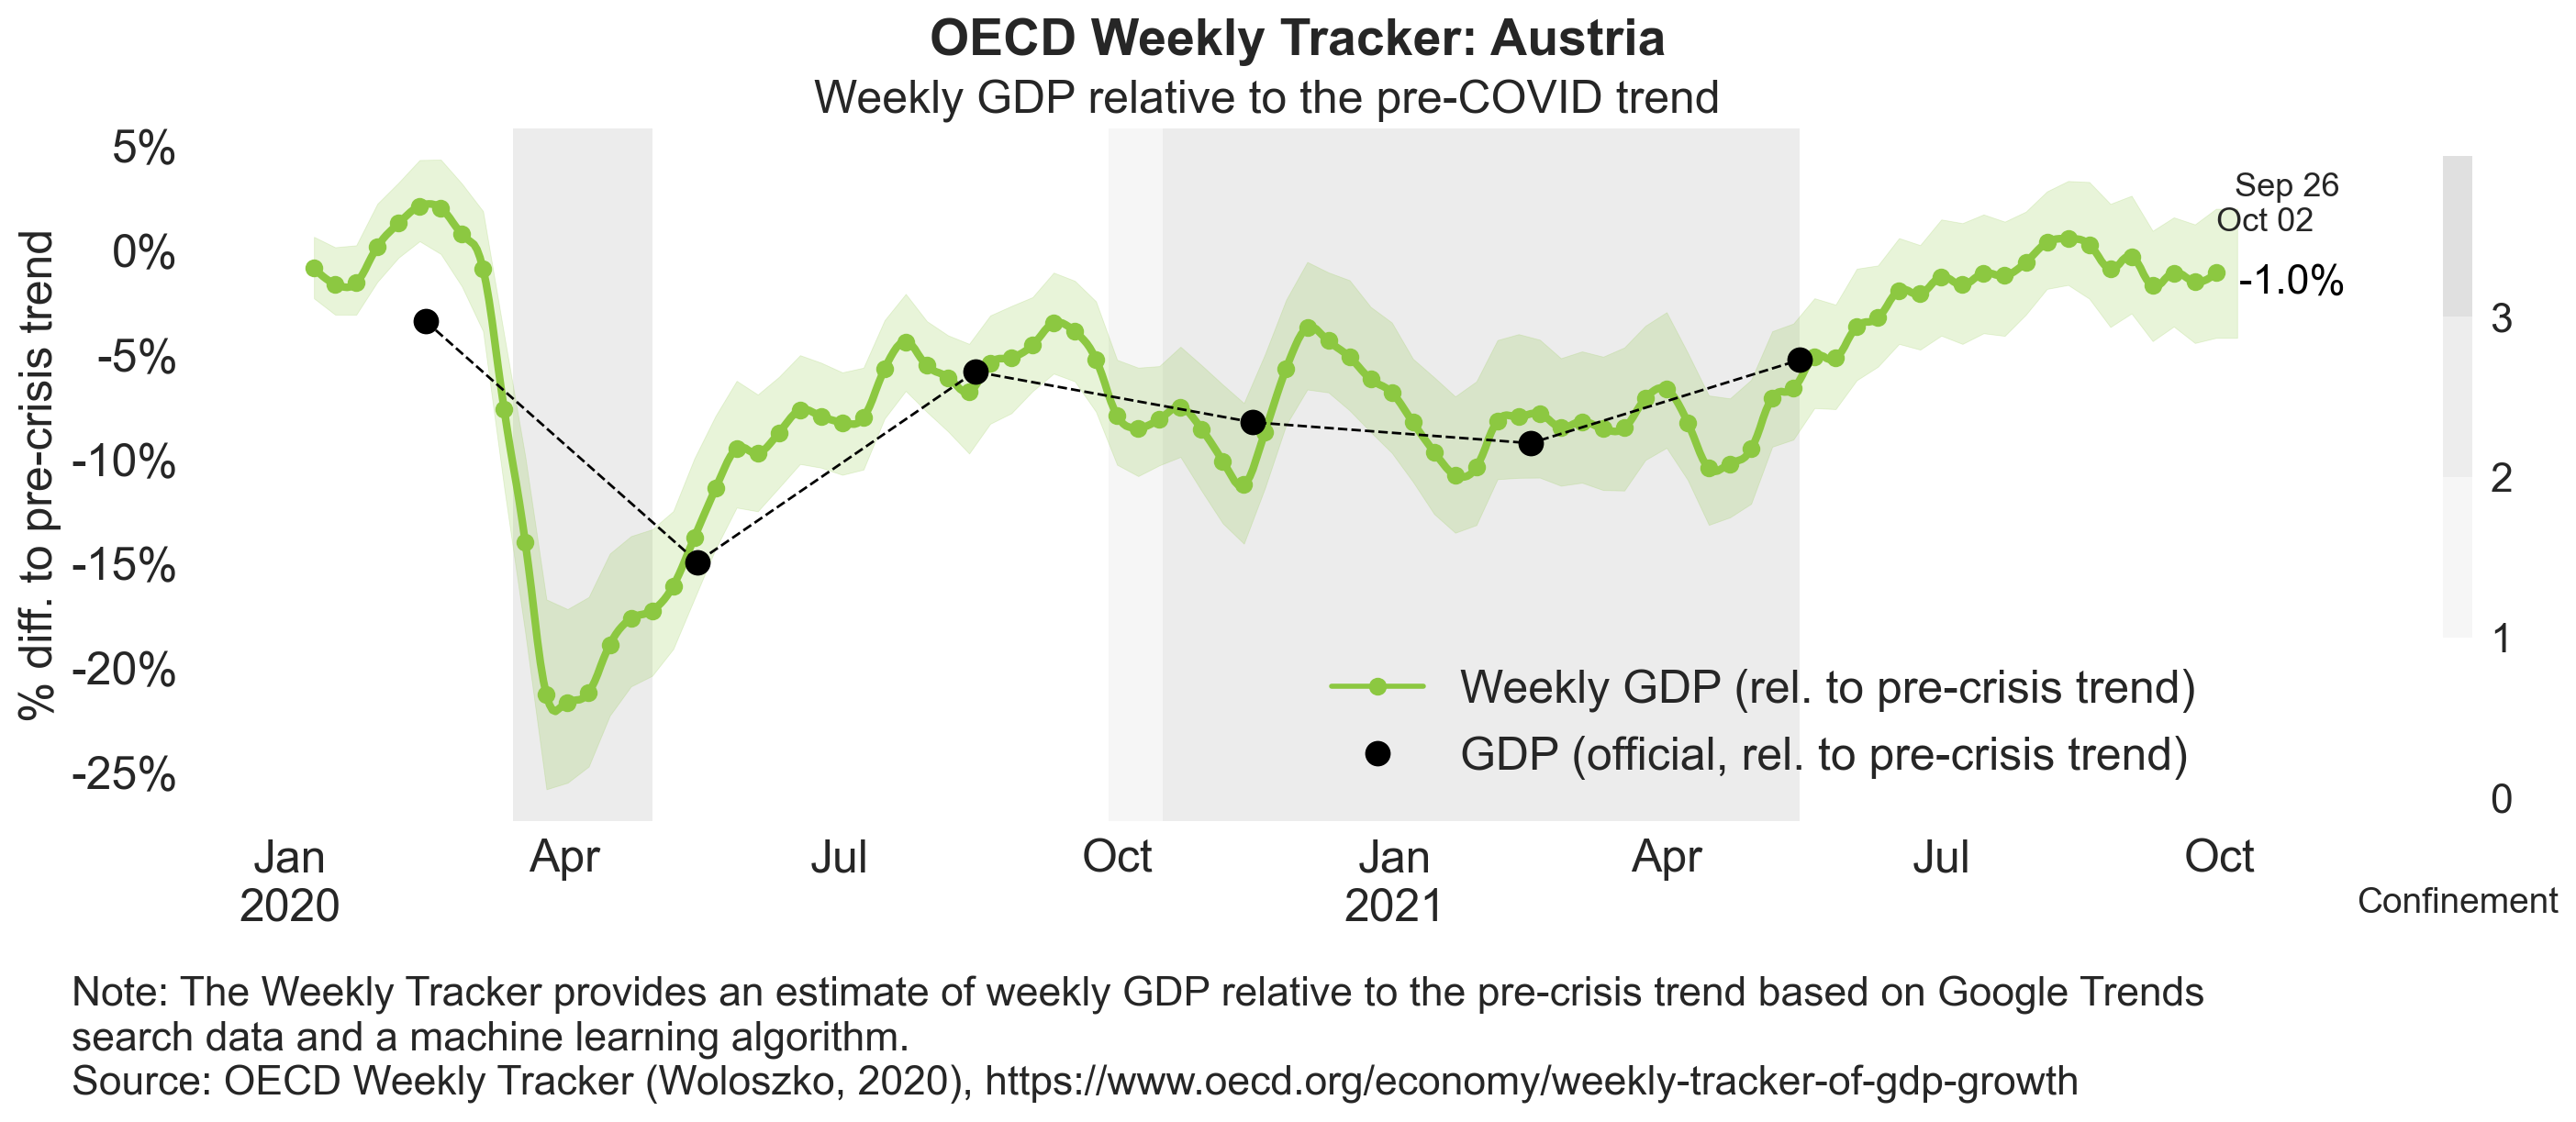 OECD Weekly Tracker: Austria
Weekly GDP relative to the pre-COVID trend
% diff. to pre-crisis trend
5%
0%
-5%
-10%
-15%
-20%
-25%
Sep 26
Oct 02
-1.0%
Weekly GDP (rel. to pre-crisis trend)
GDP (official, rel. to pre-crisis trend)
3
2
1
0
Confinement
Jan Apr Jul Oct Jan Apr Jul Oct
2020 2021
Note: The Weekly Tracker provides an estimate of weekly GDP relative to the pre-crisis trend based on Google Trends
search data and a machine learning algorithm.
Source: OECD Weekly Tracker (Woloszko, 2020), https://www.oecd.org/economy/weekly-tracker-of-gdp-growth